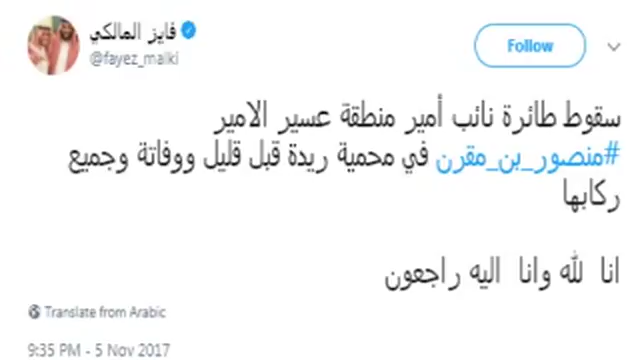 فايز المالكي
@fayez_malki
Follow
سقوط طائرة نائب أمير منطقة عسير الامير
#منصور_بن_مقرن في محمية ريدة قبل قليل ووفاتة وجميع
ركابها
انا لله وانا اليه راجعون
Translate from Arabic
9:35 PM - 5 Nov 2017